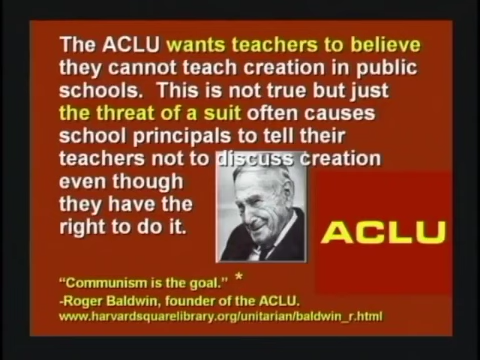 The ACLU wants teachers to believe
they cannot teach creation in public
schools.  This is not true but just
the threat of a suit often causes
school principals to tell their
teachers not to discuss creation
even though
they have the
right to do it.
ACLU
“Communism is the goal.” *
-Roger Baldwin, founder of the ACLU.
www.harvardsquarelibrary.org/unitarian/baldwin_r.html